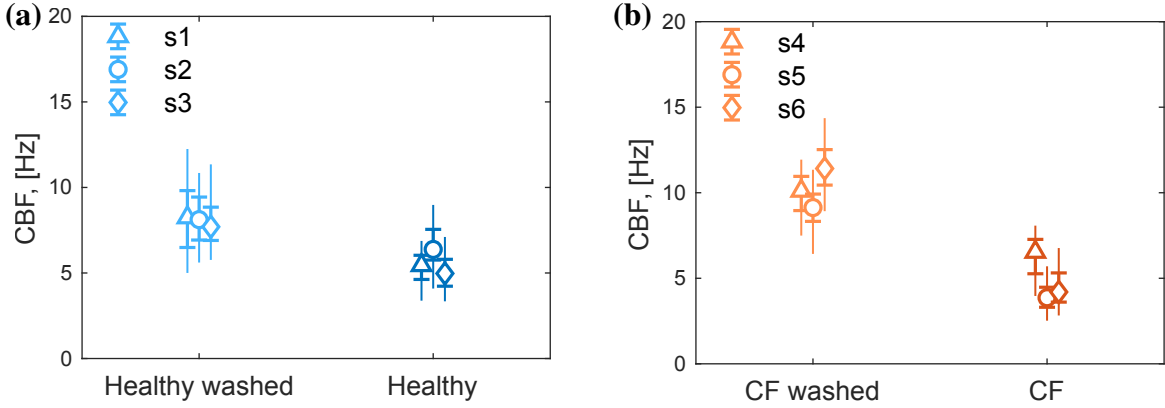 (a)
20
15
10
5
0
CBF, [Hz]
s1
s2
s3
Healthy washed
Healthy
(b)
20
15
10
5
0
CBF, [Hz]
s4
s5
s6
CF washed
CF